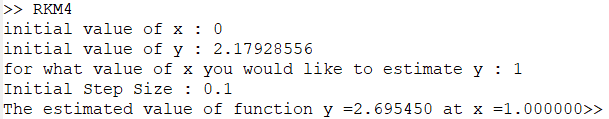 >> RKM4
initial value of x : 0
initial value of y : 2.17928556
for what value of x you would like to estimate y : 1
Initial Step Size : 0.1
The estimated value of function y =2.695450 at x =1.000000>>